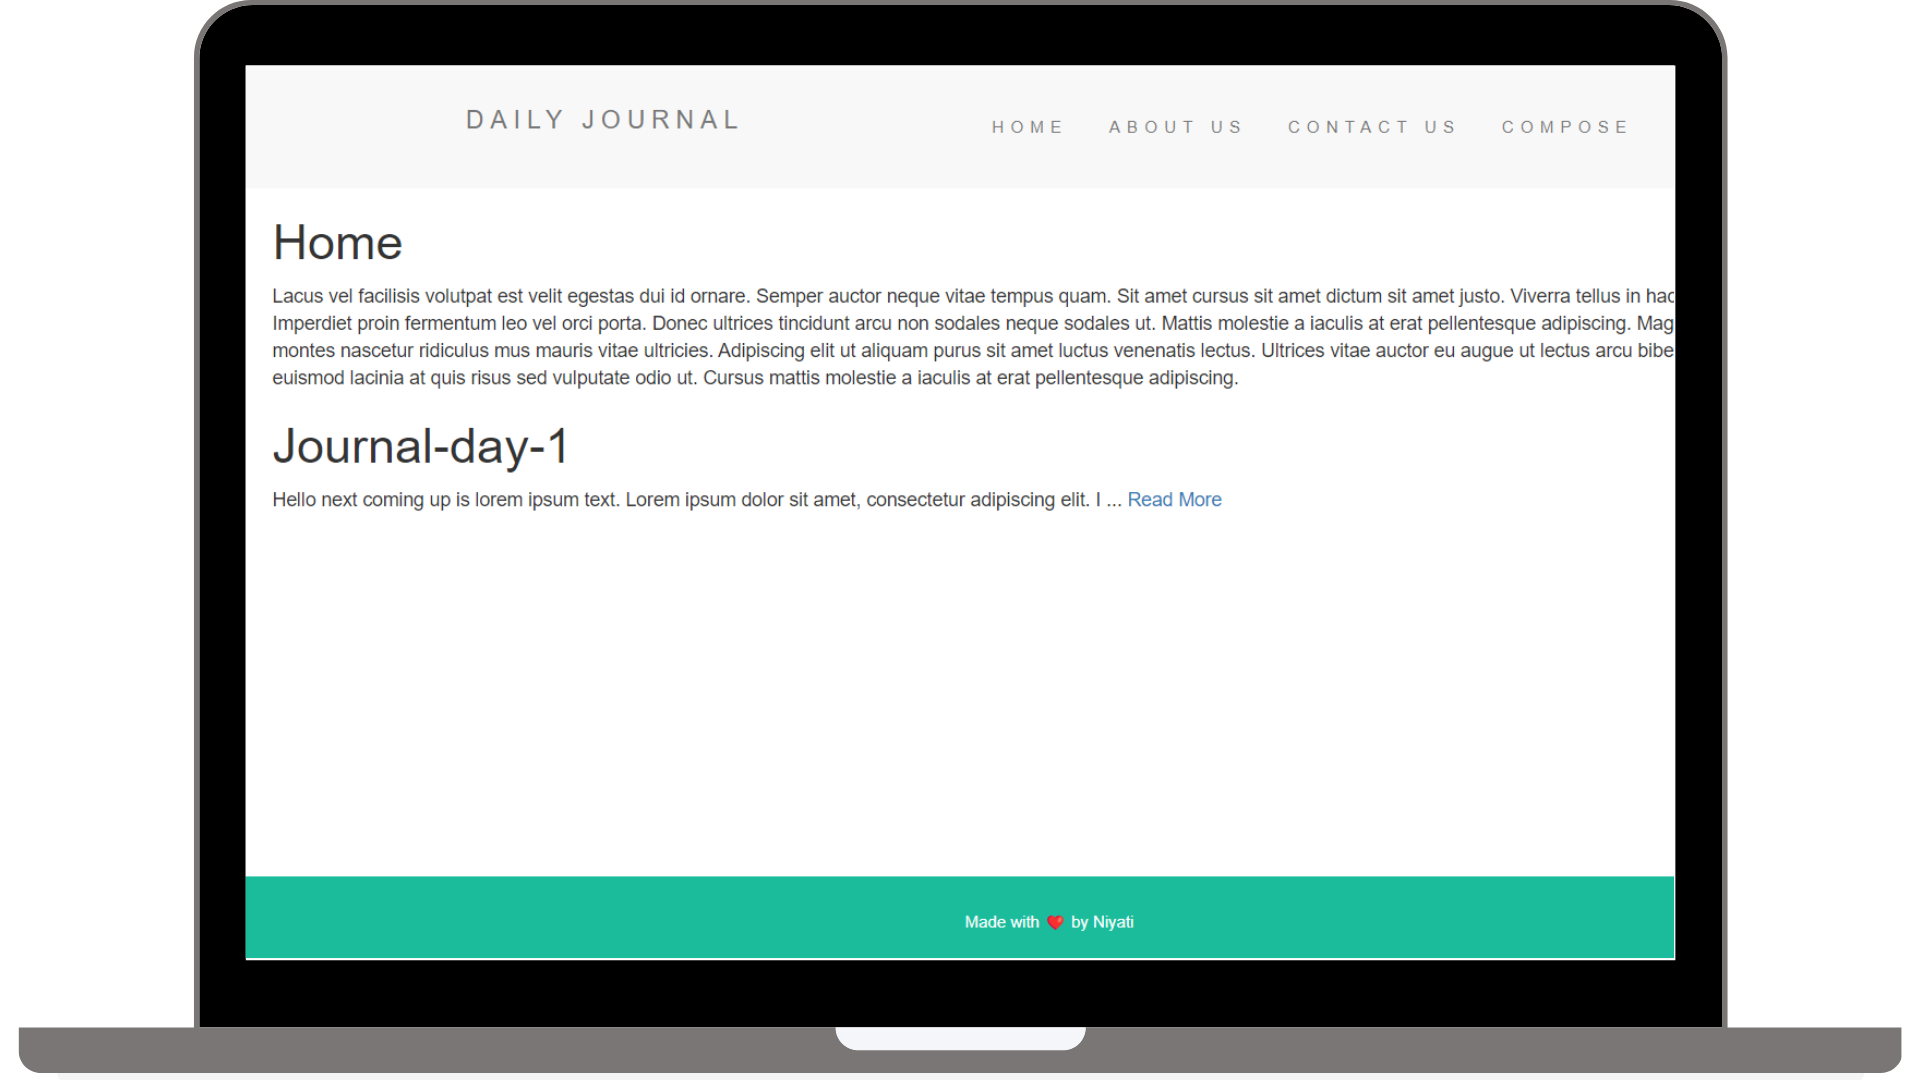 DAILY JOURNAL
HOME ABOUT US CONTACT US COMPOSE
Home
Lacus vel facilisis volutpat est velit egestas dui id ornare. Semper auctor neque vitae tempus quam. Sit amet cursus sit amet dictum sit amet justo. Viverra tellus in hac
Imperdiet proin fermentum leo vel orci porta. Donec ultrices tincidunt arcu non sodales neque sodales ut. Mattis molestie a iaculis at erat pellentesque adipiscing. Mag
montes nascetur ridiculus mus mauris vitae ultricies. Adipiscing elit ut aliquam purus sit amet luctus venenatis lectus. Ultrices vitae auctor eu augue ut lectus arcu bibe
euismod lacinia at quis risus sed vulputate odio ut. Cursus mattis molestie a iaculis at erat pellentesque adipiscing.
Journal-day-1
Hello next coming up is lorem ipsum text. Lorem ipsum dolor sit amet, consectetur adipiscing elit. I ... Read More
Made with ❤️ by Niyati